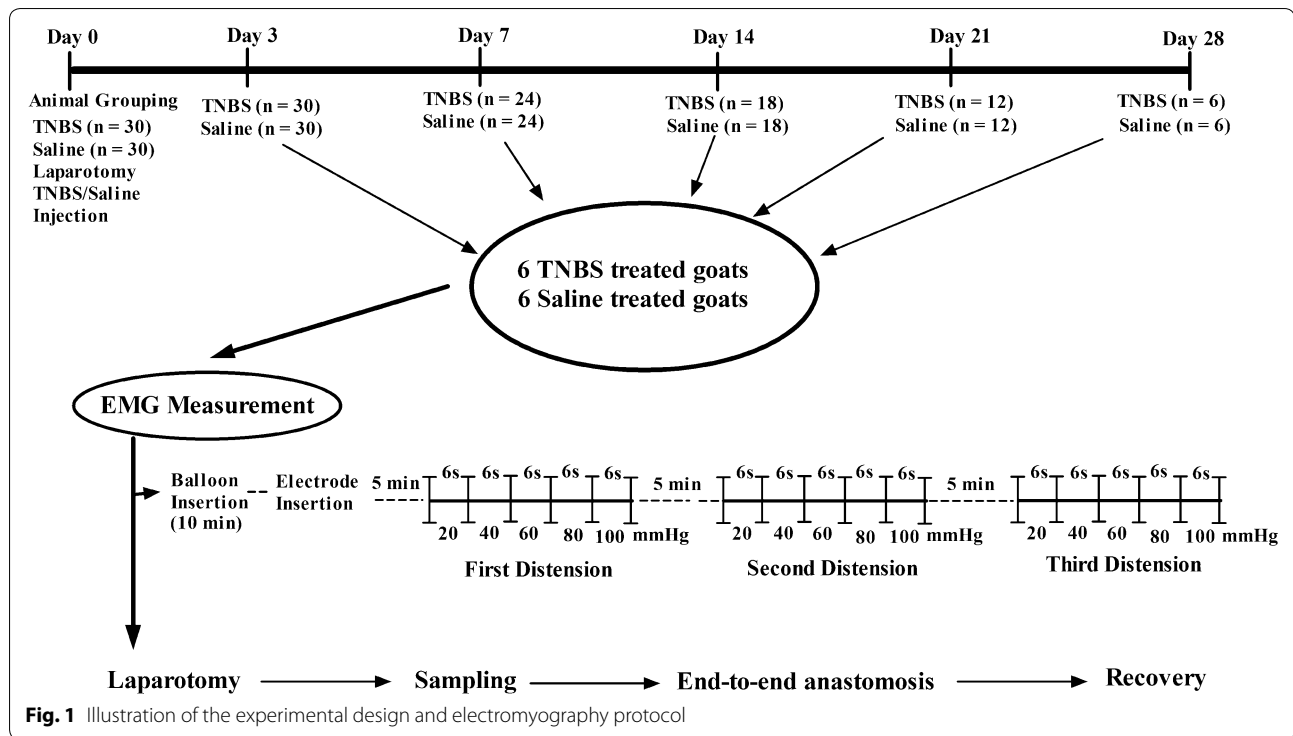 Day 0
Day 3
Day 7
Day 14
Day 21
Day 28
Animal Grouping
TNBS (n = 30)
Saline (n = 30)
Laparotomy
TNBS/Saline
Injection
TNBS (n = 30)
Saline (n = 30)
TNBS (n = 24)
Saline (n = 24)
TNBS (n = 18)
Saline (n = 18)
TNBS (n = 12)
Saline (n = 12)
TNBS (n = 6)
Saline (n = 6)
6 TNBS treated goats
6 Saline treated goats
EMG Measurement
Balloon
Insertion
(10 min)
Electrode
Insertion
5 min
6s 6s 6s 6s 6s
20 40 60 80 100 mmHg
First Distension
5 min
6s 6s 6s 6s 6s
20 40 60 80 100 mmHg
Second Distension
5 min
6s 6s 6s 6s 6s
20 40 60 80 100 mmHg
Third Distension
Laparotomy
Sampling
End-to-end anastomosis
Recovery
Fig. 1 Illustration of the experimental design and electromyography protocol